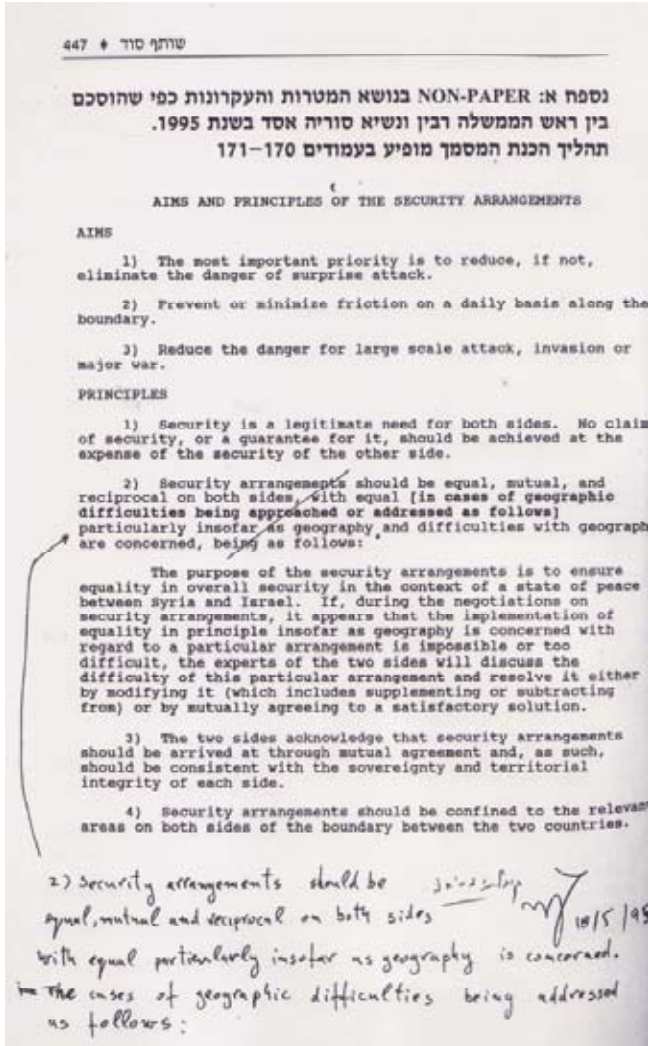 447 ♦ שותף סוד
נספח א: NON-PAPER בנושא המטרות והעקרונות כפי שהוסכם
בין ראש הממשלה רבין ונשיא סוריה אסד בשנת 1995.
תהליך הכנת המסמך מופיע בעמודים 170–171
AIMS AND PRINCIPLES OF THE SECURITY ARRANGEMENTS
AIMS
1) The most important priority is to reduce, if not,
eliminate the danger of surprise attack.
2) Prevent or minimize friction on a daily basis along the
boundary.
3) Reduce the danger for large scale attack, invasion or
major war.
PRINCIPLES
1) Security is a legitimate need for both sides. No claim
of security, or a guarantee for it, should be achieved at the
expense of the security of the other side.
2) Security arrangements should be equal, mutual, and
reciprocal on both sides, with equal [in cases of geographic
difficulties being approached or addressed as follows]
particularly insofar as geography and difficulties with geograph
are concerned, being as follows:
The purpose of the security arrangements is to ensure
equality in overall security in the context of a state of peace
between Syria and Israel. If, during the negotiations on
security arrangements, it appears that the implementation of
equality in principle insofar as geography is concerned with
regard to a particular arrangement is impossible or too
difficult, the experts of the two sides will discuss the
difficulty of this particular arrangement and resolve it either
by modifying it (which includes supplementing or subtracting
from) or by mutually agreeing to a satisfactory solution.
3) The two sides acknowledge that security arrangements
should be arrived at through mutual agreement and, as such,
should be consistent with the sovereignty and territorial
integrity of each side.
4) Security arrangements should be confined to the relevant
areas on both sides of the boundary between the two countries.
2) Security arrangements should be
equal, mutual and reciprocal on both sides 18/5/95
with equal particularly insofar as geography is concerned.
The cases of geographic difficulties being addressed
as follows: